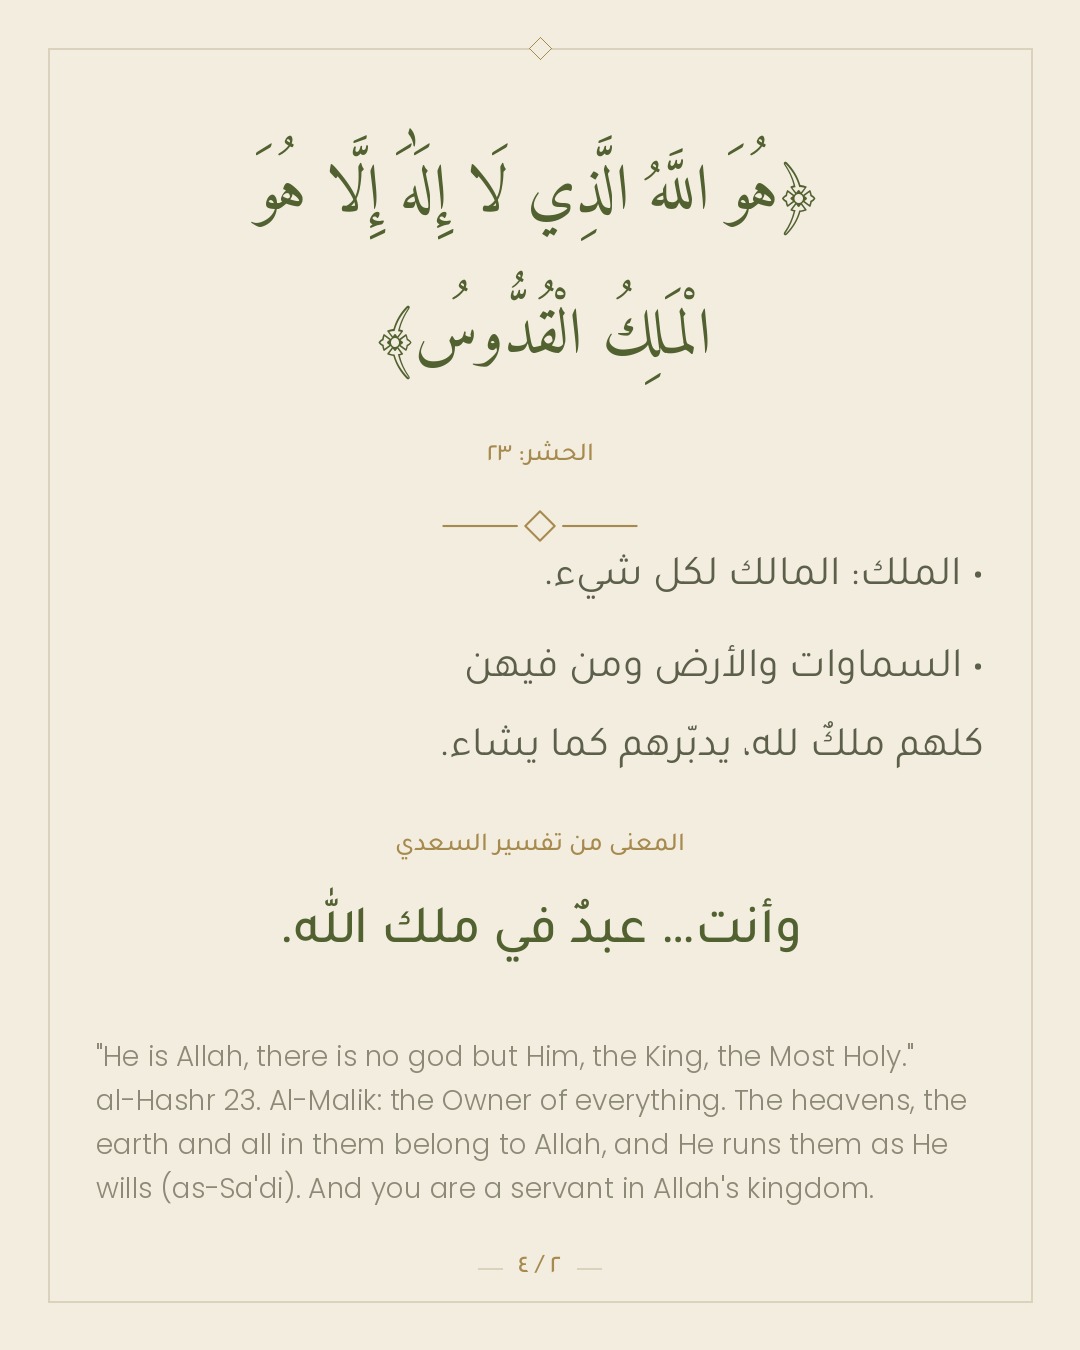 ﴿هُوَ اللَّهُ الَّذِي لَا إِلَٰهَ إِلَّا هُوَ
الْمَلِكُ الْقُدُّوسُ﴾
الحشر: ٢٣
• الملك: المالك لكل شيء.
• السماوات والأرض ومن فيهن
كلهم ملكٌ لله، يدبّرهم كما يشاء.
المعنى من تفسير السعدي
وأنت... عبدٌ في ملك الله.
"He is Allah, there is no god but Him, the King, the Most Holy."
al-Hashr 23. Al-Malik: the Owner of everything. The heavens, the
earth and all in them belong to Allah, and He runs them as He
wills (as-Sa'di). And you are a servant in Allah's kingdom.
٢ / ٤